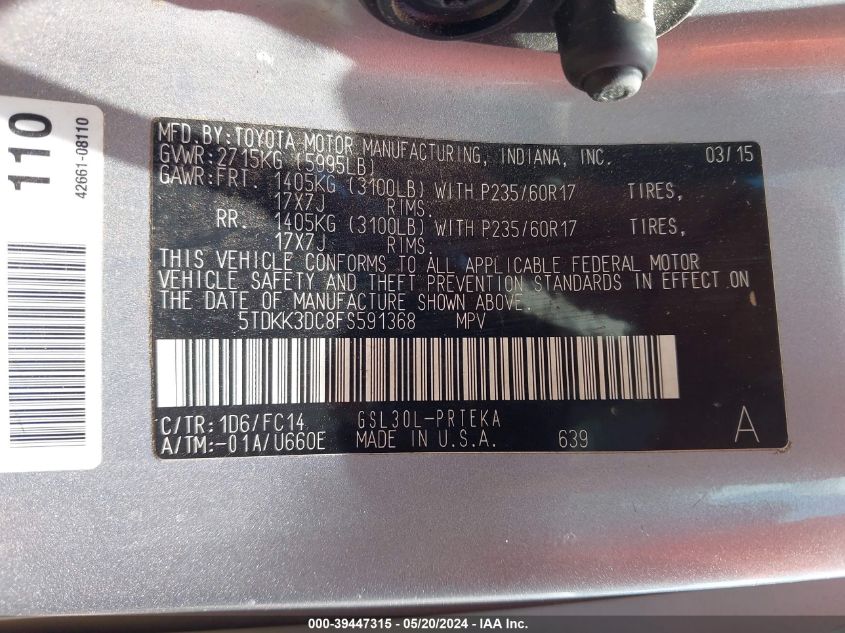 110
42661-08110
MFD.BY:TOYOTA MOTOR MANUFACTURING, INDIANA, INC. 03/15
GVWR:2715KG (5995LB)
GAWR:FRT. 1405KG (3100LB) WITH P235/60R17 TIRES,
17X7J RIMS.
RR. 1405KG (3100LB) WITH P235/60R17 TIRES,
17X7J RIMS.
THIS VEHICLE CONFORMS TO ALL APPLICABLE FEDERAL MOTOR
VEHICLE SAFETY AND THEFT PREVENTION STANDARDS IN EFFECT ON
THE DATE OF MANUFACTURE SHOWN ABOVE.
5TDKK3DC8FS591368 MPV
C/TR:1D6/FC14 GSL30L-PRTEKA
A/TM:-01A/U660E MADE IN U.S.A. 639 A
000-39447315 - 05/20/2024 - IAA Inc.